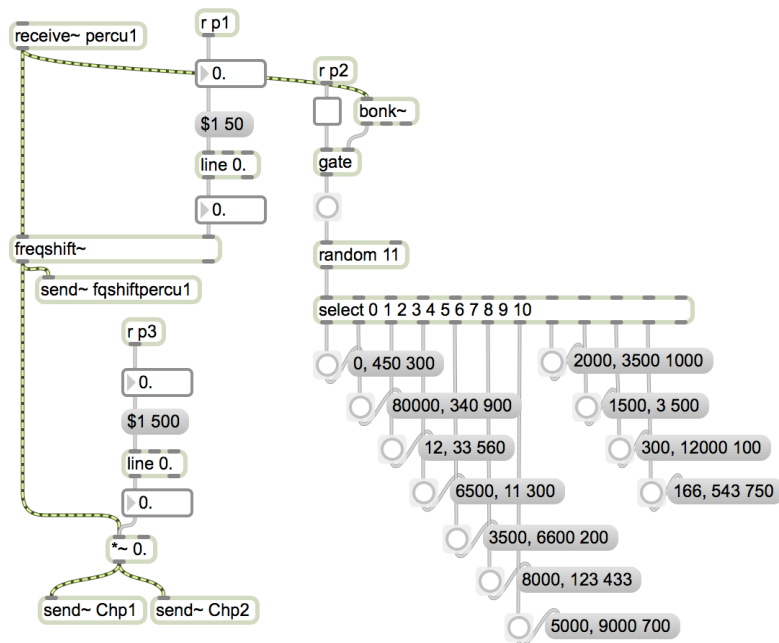 r p1
receive~ percu1
0.
r p2
bonk~
$1 50
line 0.
gate
0.
freqshift~
random 11
send~ fqshiftpercu1
select 0 1 2 3 4 5 6 7 8 9 10
r p3
0, 450 300
2000, 3500 1000
0.
80000, 340 900
1500, 3 500
$1 500
12, 33 560
300, 12000 100
line 0.
6500, 11 300
166, 543 750
0.
3500, 6600 200
*~ 0.
8000, 123 433
send~ Chp1
send~ Chp2
5000, 9000 700